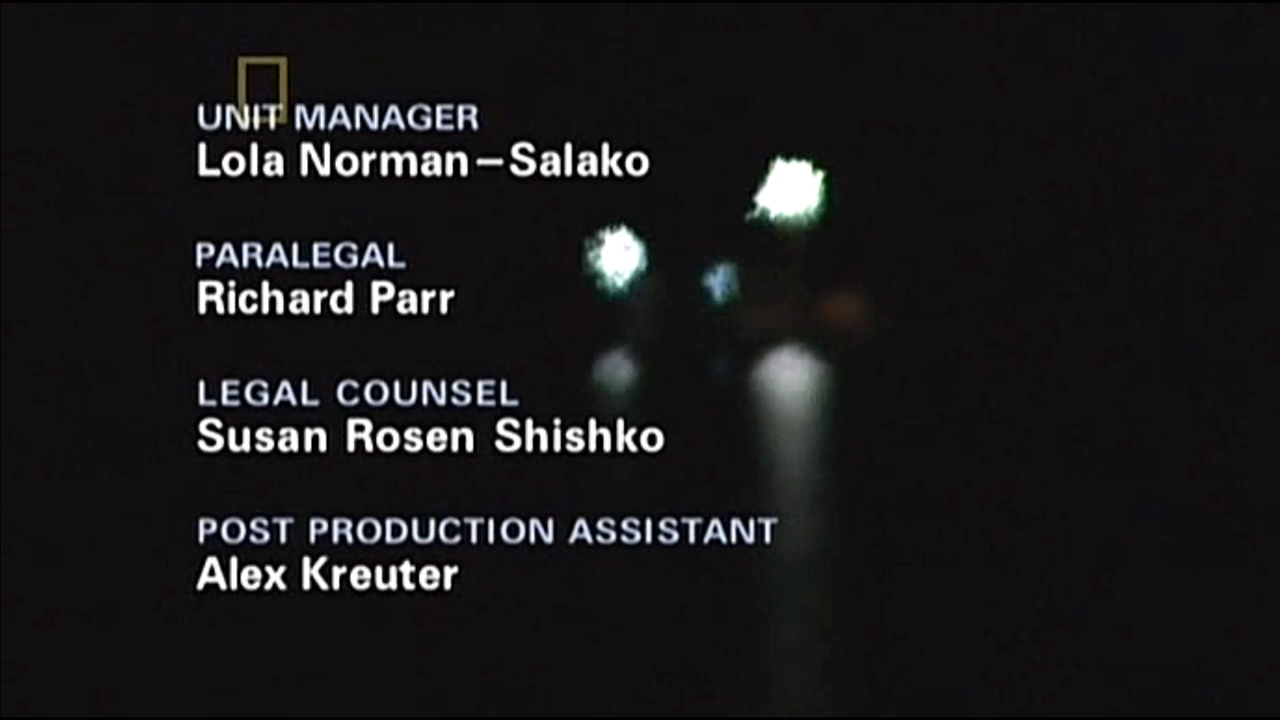 UNIT MANAGER
Lola Norman–Salako
PARALEGAL
Richard Parr
LEGAL COUNSEL
Susan Rosen Shishko
POST PRODUCTION ASSISTANT
Alex Kreuter